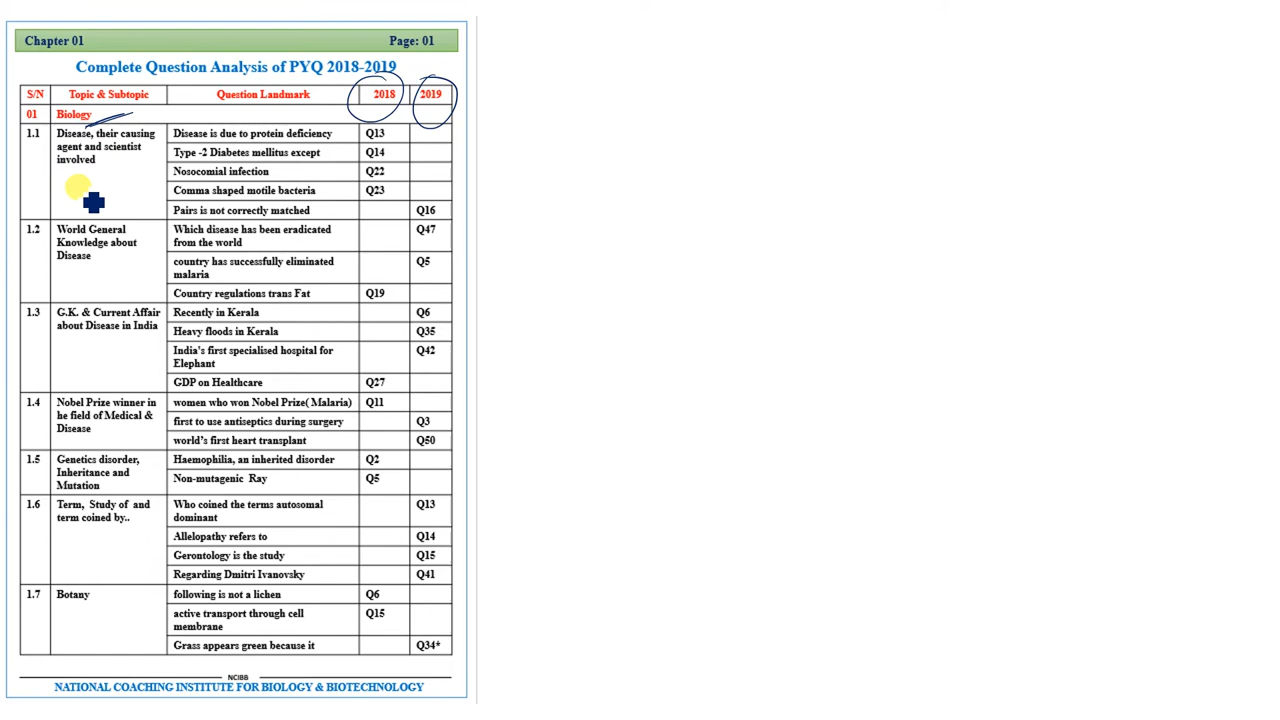 Chapter 01 Page: 01
Complete Question Analysis of PYQ 2018-2019
S/N Topic & Subtopic Question Landmark 2018 2019
01 Biology
1.1 Disease, their causing agent and scientist involved Disease is due to protein deficiency Q13
Type -2 Diabetes mellitus except Q14
Nosocomial infection Q22
Comma shaped motile bacteria Q23
Pairs is not correctly matched Q16
1.2 World General Knowledge about Disease Which disease has been eradicated from the world Q47
country has successfully eliminated malaria Q5
Country regulations trans Fat Q19
1.3 G.K. & Current Affair about Disease in India Recently in Kerala Q6
Heavy floods in Kerala Q35
India's first specialised hospital for Elephant Q42
GDP on Healthcare Q27
1.4 Nobel Prize winner in he field of Medical & Disease women who won Nobel Prize( Malaria) Q11
first to use antiseptics during surgery Q3
world's first heart transplant Q50
1.5 Genetics disorder, Inheritance and Mutation Haemophilia, an inherited disorder Q2
Non-mutagenic Ray Q5
1.6 Term, Study of and term coined by.. Who coined the terms autosomal dominant Q13
Allelopathy refers to Q14
Gerontology is the study Q15
Regarding Dmitri Ivanovsky Q41
1.7 Botany following is not a lichen Q6
active transport through cell membrane Q15
Grass appears green because it Q34*
NCIBB
NATIONAL COACHING INSTITUTE FOR BIOLOGY & BIOTECHNOLOGY